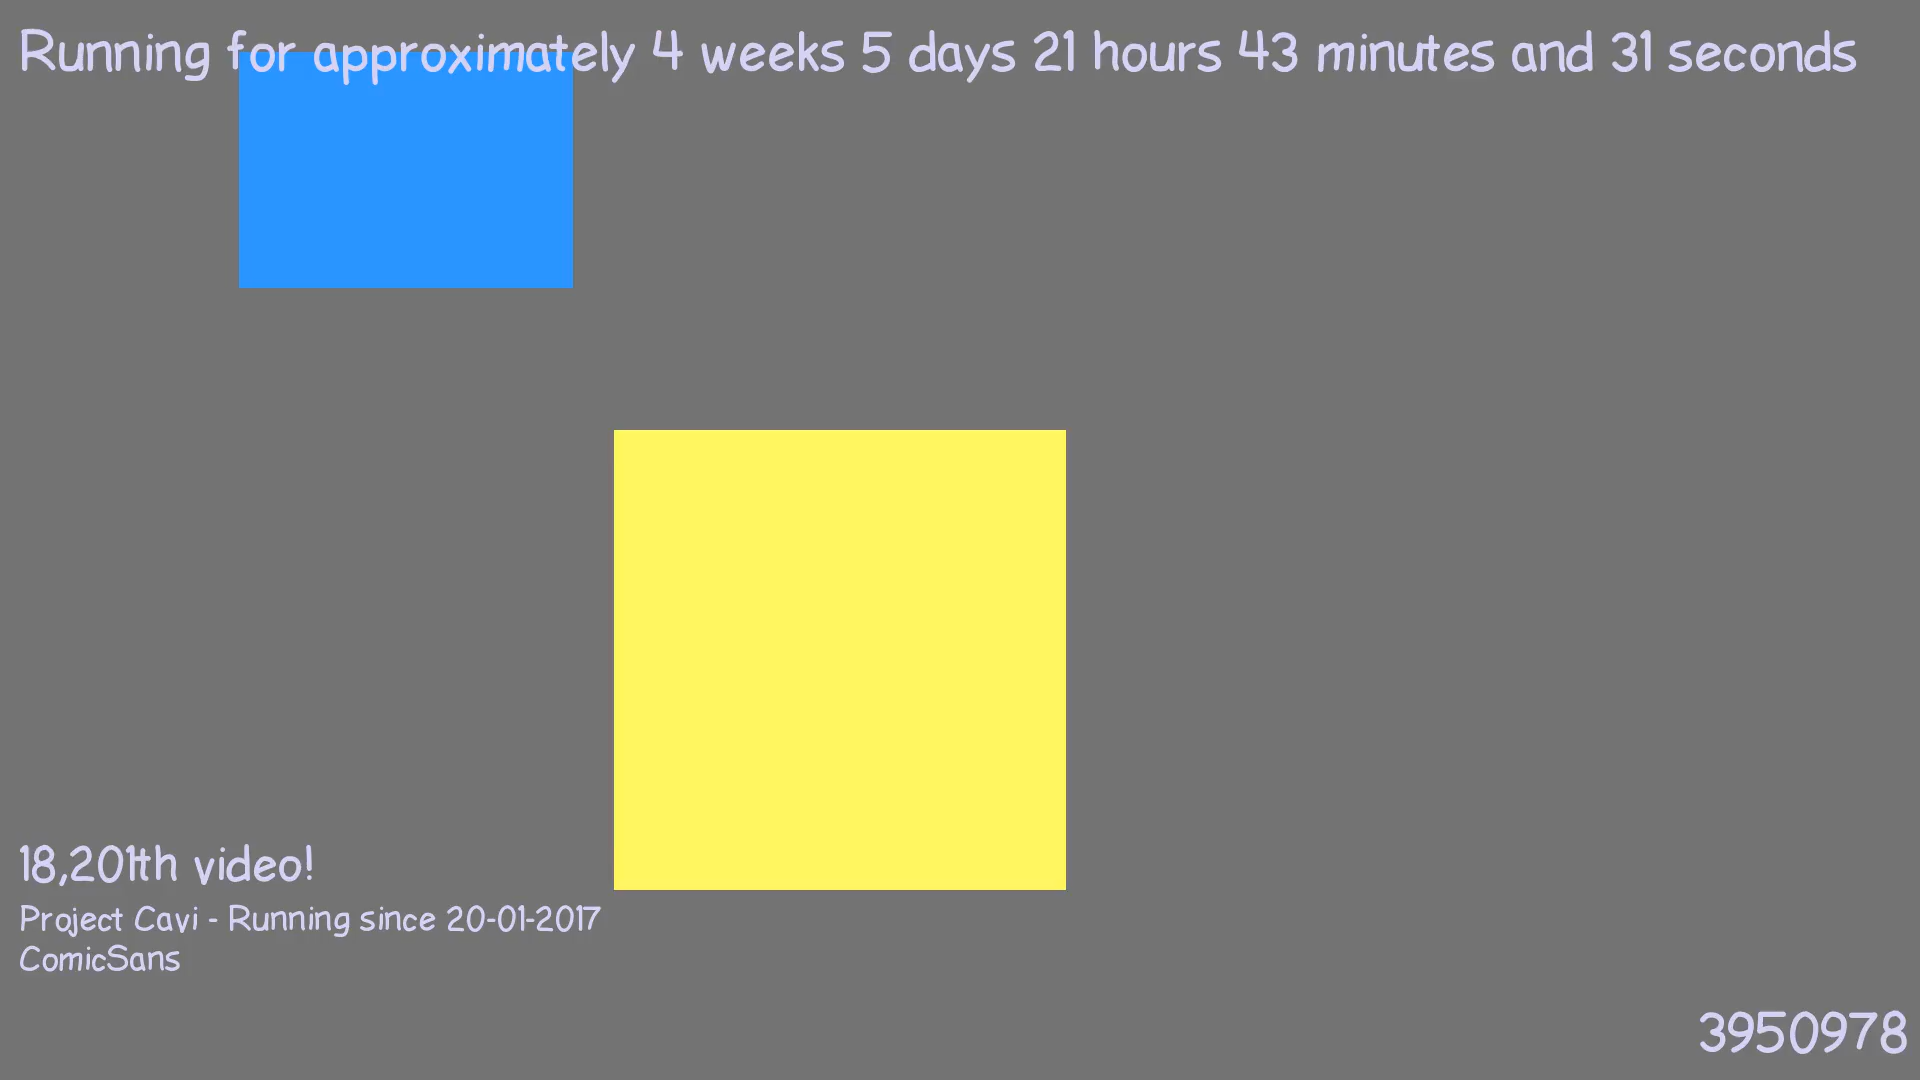 Running for approximately 4 weeks 5 days 21 hours 43 minutes and 31 seconds
18,201th video!
Project Cavi - Running since 20-01-2017
ComicSans
3950978